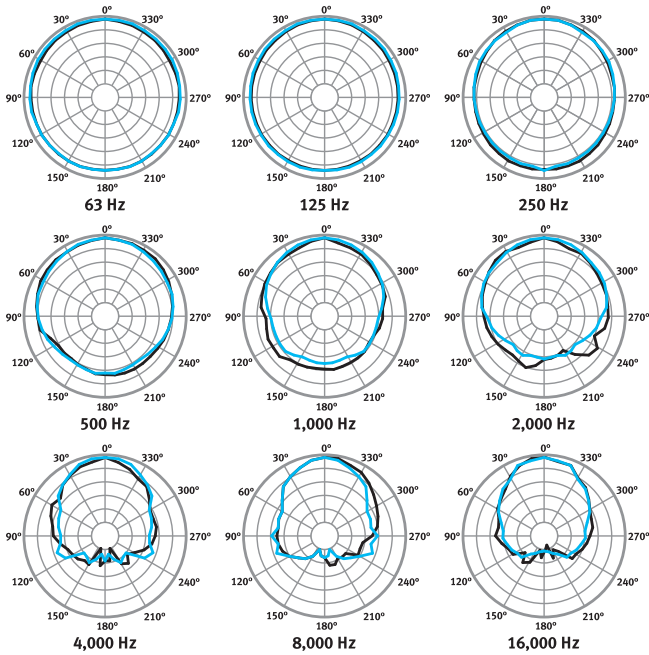 0° 0° 0°
30° 330° 30° 330° 30° 330°
60° 300° 60° 300° 60° 300°
90° 270° 90° 270° 90° 270°
120° 240° 120° 240° 120° 240°
150° 210° 150° 210° 150° 210°
180° 180° 180°
63 Hz 125 Hz 250 Hz
0° 0° 0°
30° 330° 30° 330° 30° 330°
60° 300° 60° 300° 60° 300°
90° 270° 90° 270° 90° 270°
120° 240° 120° 240° 120° 240°
150° 210° 150° 210° 150° 210°
180° 180° 180°
500 Hz 1,000 Hz 2,000 Hz
0° 0° 0°
30° 330° 30° 330° 30° 330°
60° 300° 60° 300° 60° 300°
90° 270° 90° 270° 90° 270°
120° 240° 120° 240° 120° 240°
150° 210° 150° 210° 150° 210°
180° 180° 180°
4,000 Hz 8,000 Hz 16,000 Hz